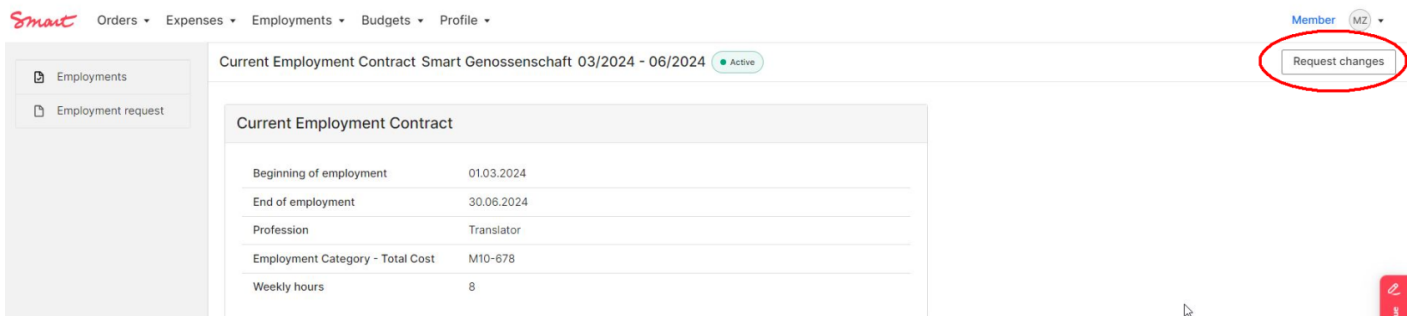 Smart Orders Expenses Employments Budgets Profile Member MZ
Employments
Employment request
Current Employment Contract Smart Genossenschaft 03/2024 - 06/2024 Active
Request changes
Current Employment Contract
Beginning of employment 01.03.2024
End of employment 30.06.2024
Profession Translator
Employment Category - Total Cost M10-678
Weekly hours 8